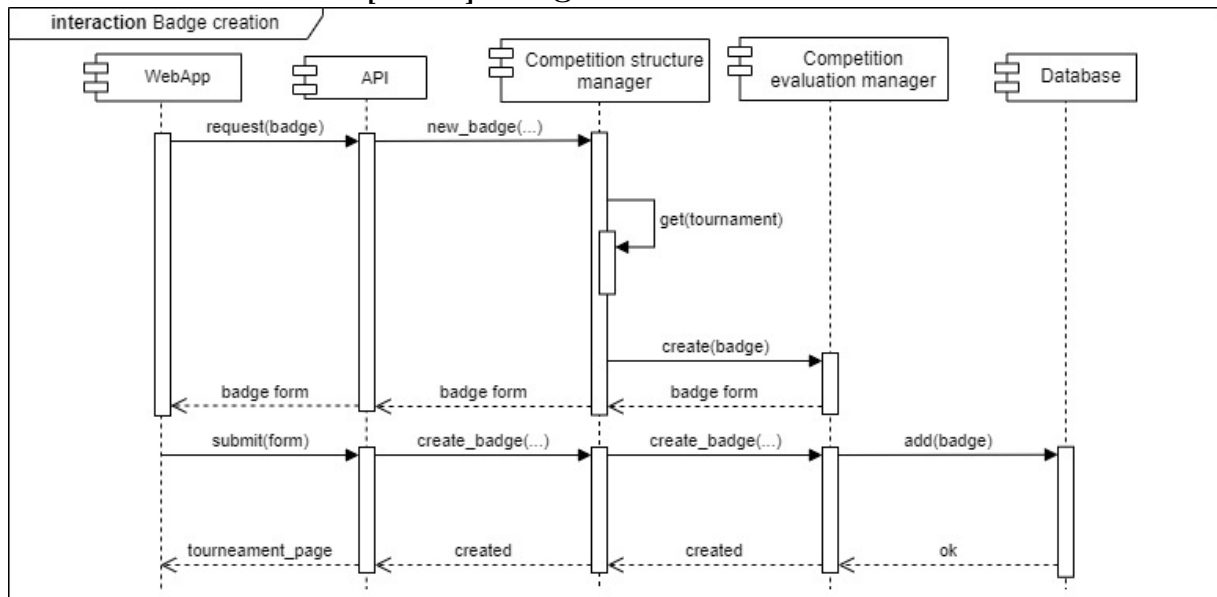 interaction Badge creation
WebApp
API
Competition structure
manager
Competition
evaluation manager
Database
request(badge)
new_badge(...)
get(tournament)
create(badge)
badge form
badge form
badge form
submit(form)
create_badge(...)
create_badge(...)
add(badge)
tourneament_page
created
created
ok